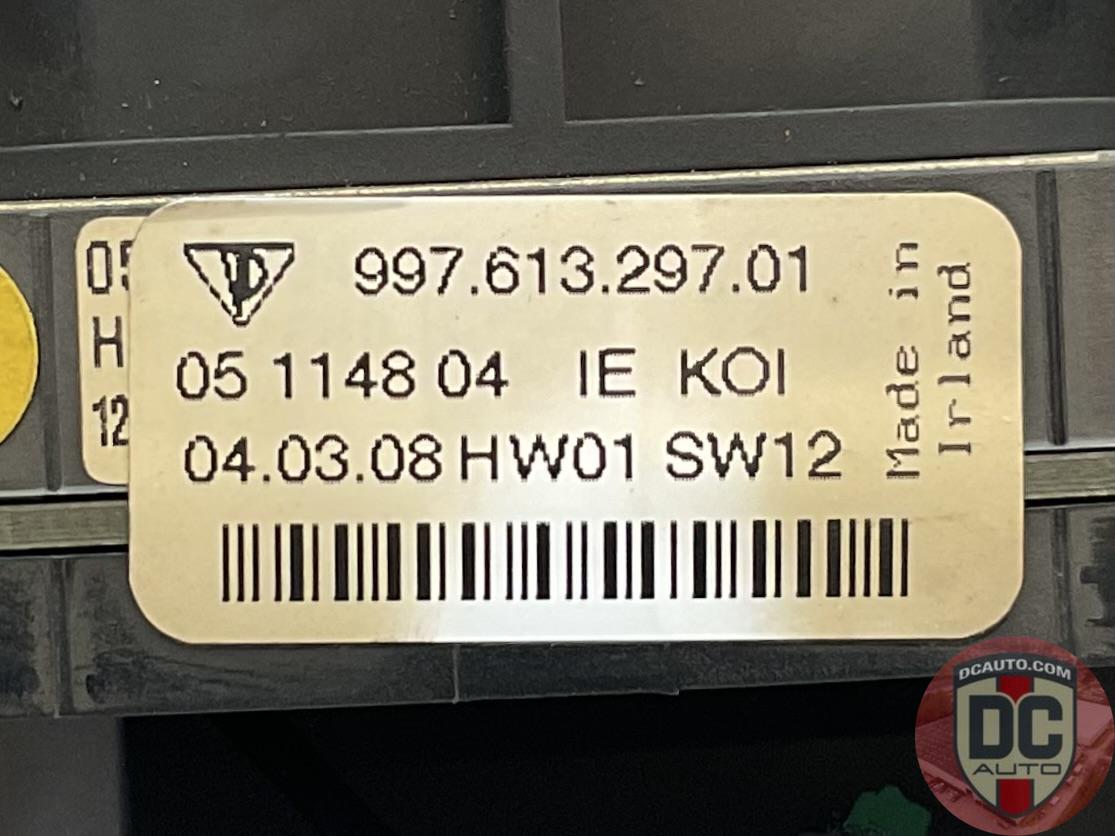 997.613.297.01
05 1148 04 IE KOI
04.03.08 HW01 SW12
Made in
Irland
05
H
12
DCAUTO.COM
DC
AUTO